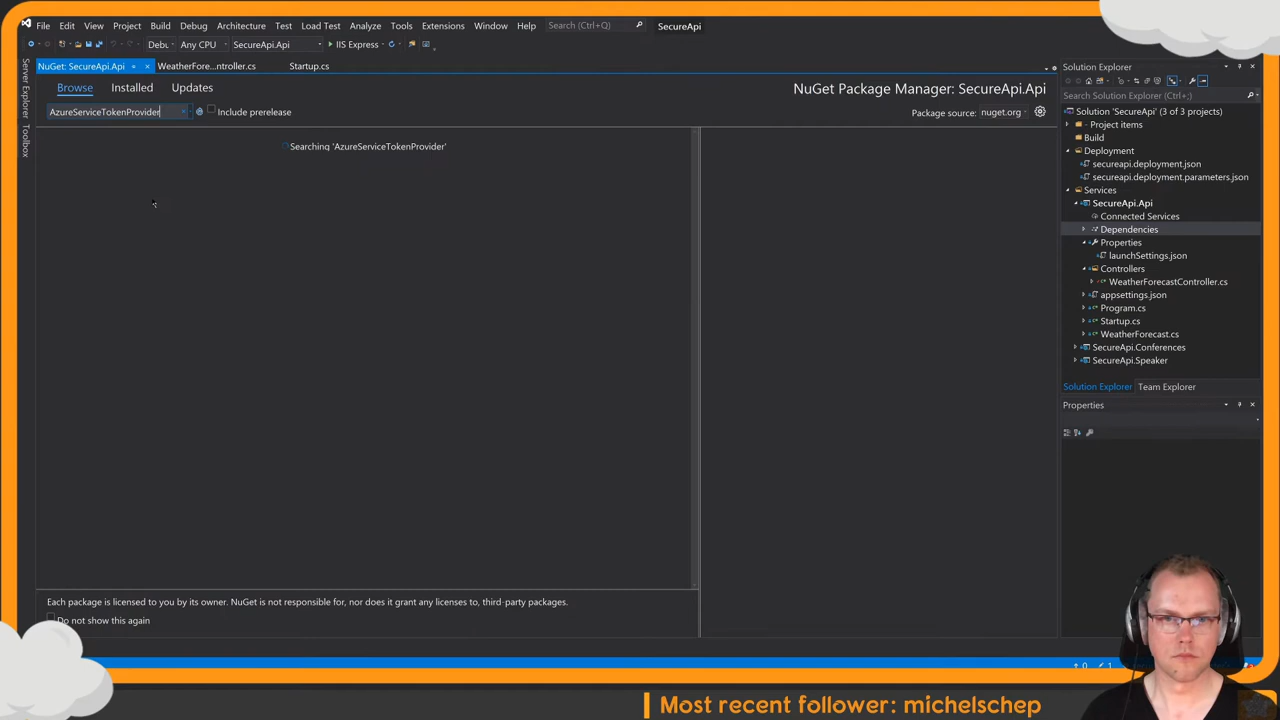 File Edit View Project Build Debug Architecture Test Load Test Analyze Tools Extensions Window Help Search (Ctrl+Q) SecureApi
Debu Any CPU SecureApi.Api IIS Express
NuGet: SecureApi.Api WeatherFore...ntroller.cs Startup.cs
Server Explorer
Toolbox
Browse Installed Updates
NuGet Package Manager: SecureApi.Api
AzureServiceTokenProvider Include prerelease
Package source: nuget.org
Searching 'AzureServiceTokenProvider'
Each package is licensed to you by its owner. NuGet is not responsible for, nor does it grant any licenses to, third-party packages.
Do not show this again
Solution Explorer
Search Solution Explorer (Ctrl+;)
Solution 'SecureApi' (3 of 3 projects)
Project items
Build
Deployment
secureapi.deployment.json
secureapi.deployment.parameters.json
Services
SecureApi.Api
Connected Services
Dependencies
Properties
launchSettings.json
Controllers
WeatherForecastController.cs
appsettings.json
Program.cs
Startup.cs
WeatherForecast.cs
SecureApi.Conferences
SecureApi.Speaker
Solution Explorer Team Explorer
Properties
0 1
Most recent follower: michelschep